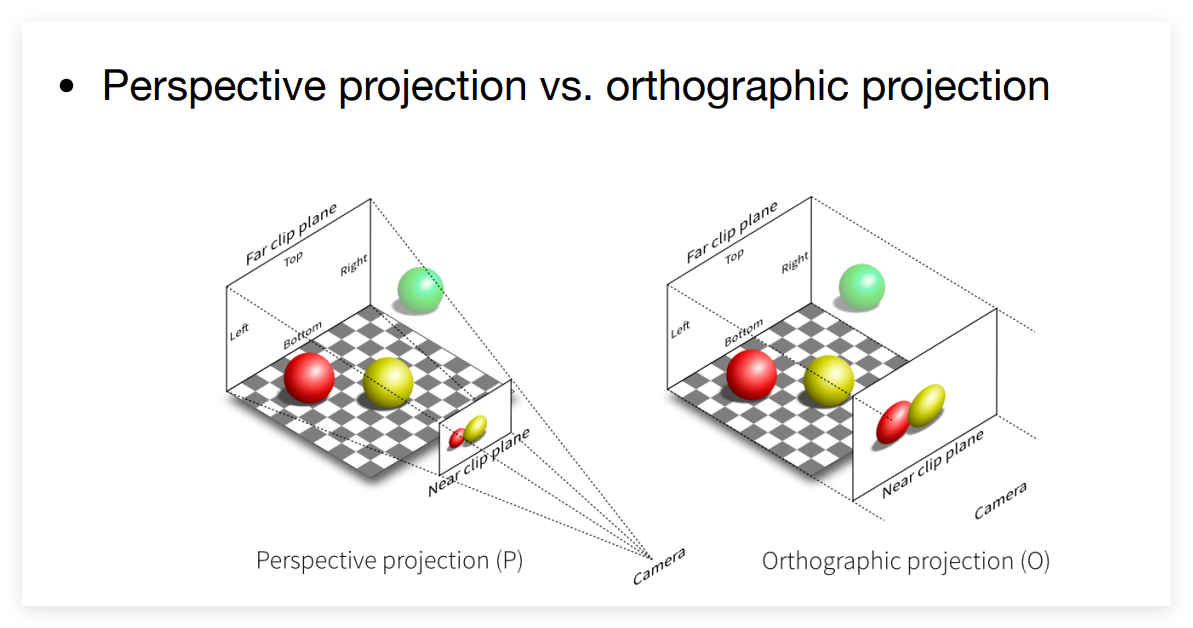 • Perspective projection vs. orthographic projection
Far clip plane
Top
Right
Left
Bottom
Near clip plane
Camera
Perspective projection (P)
Far clip plane
Top
Right
Left
Bottom
Near clip plane
Camera
Orthographic projection (O)